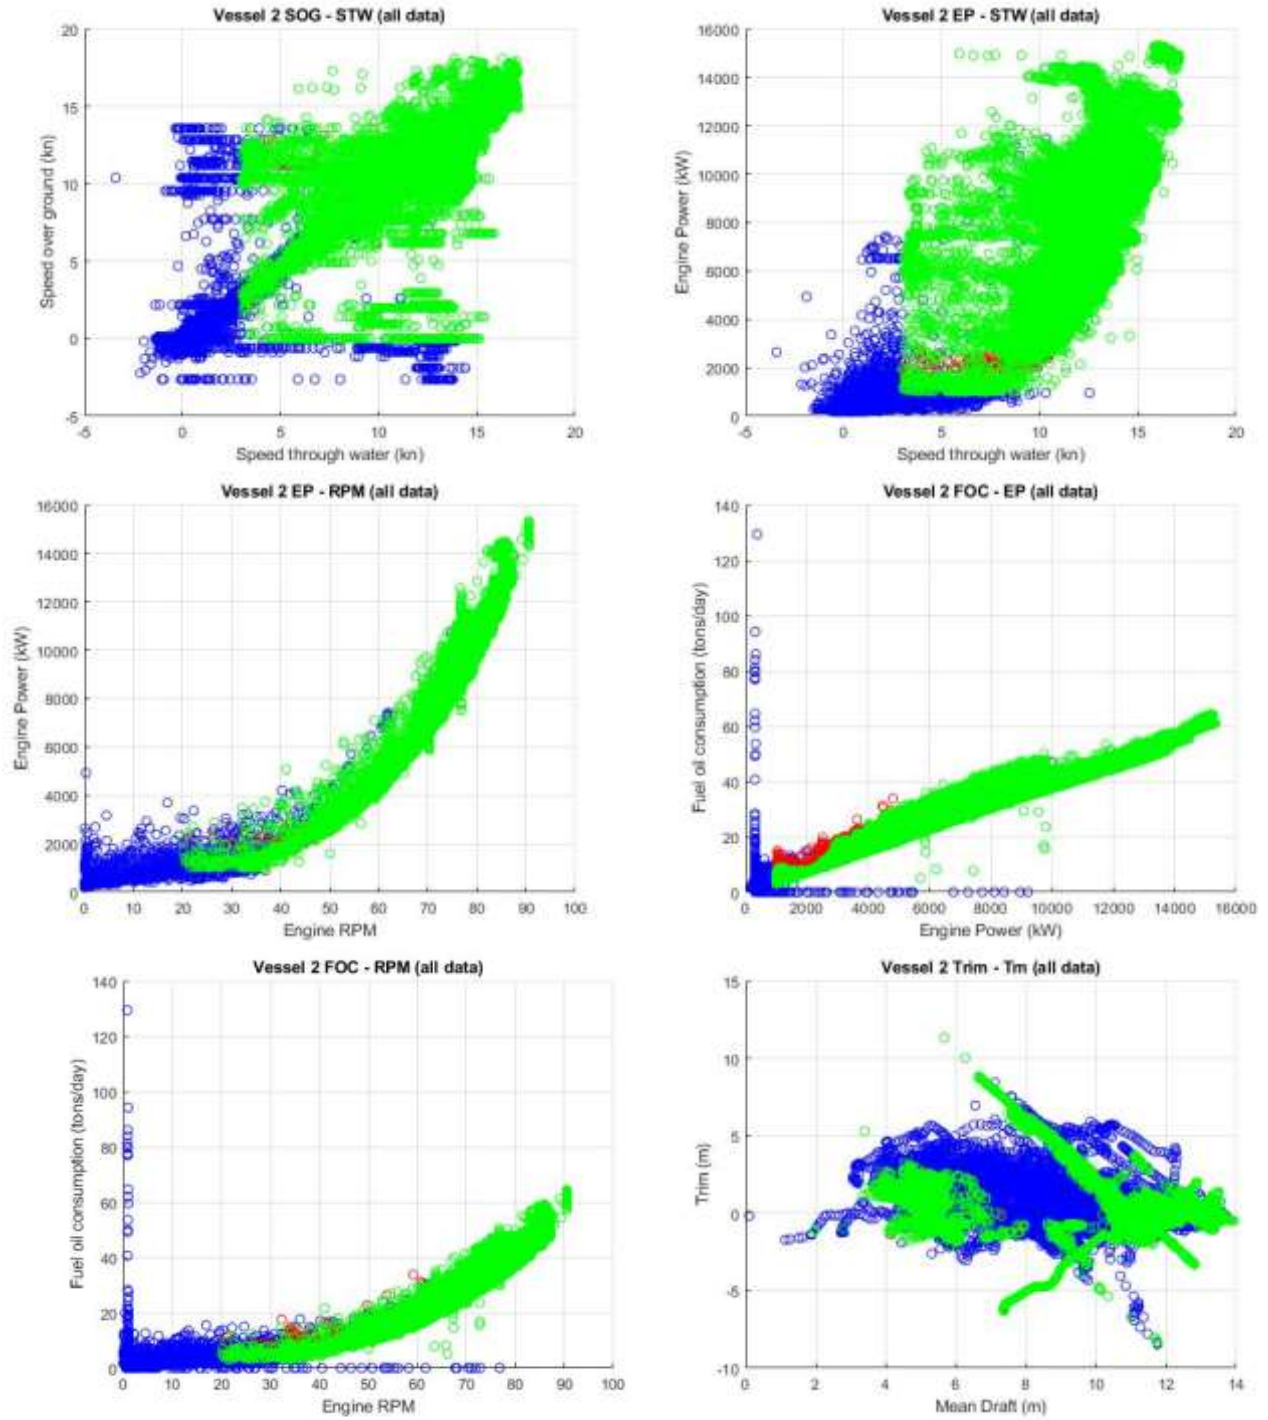 Vessel 2 SOG - STW (all data)
20
15
10
5
0
-5
-5 0 5 10 15 20
Speed over ground (kn)
Speed through water (kn)
Vessel 2 EP - STW (all data)
16000
14000
12000
10000
8000
6000
4000
2000
0
-5 0 5 10 15 20
Engine Power (kW)
Speed through water (kn)
Vessel 2 EP - RPM (all data)
16000
14000
12000
10000
8000
6000
4000
2000
0
0 10 20 30 40 50 60 70 80 90 100
Engine Power (kW)
Engine RPM
Vessel 2 FOC - EP (all data)
140
120
100
80
60
40
20
0
0 2000 4000 6000 8000 10000 12000 14000 16000
Fuel oil consumption (tons/day)
Engine Power (kW)
Vessel 2 FOC - RPM (all data)
140
120
100
80
60
40
20
0
0 10 20 30 40 50 60 70 80 90 100
Fuel oil consumption (tons/day)
Engine RPM
Vessel 2 Trim - Tm (all data)
15
10
5
0
-5
-10
0 2 4 6 8 10 12 14
Trim (m)
Mean Draft (m)